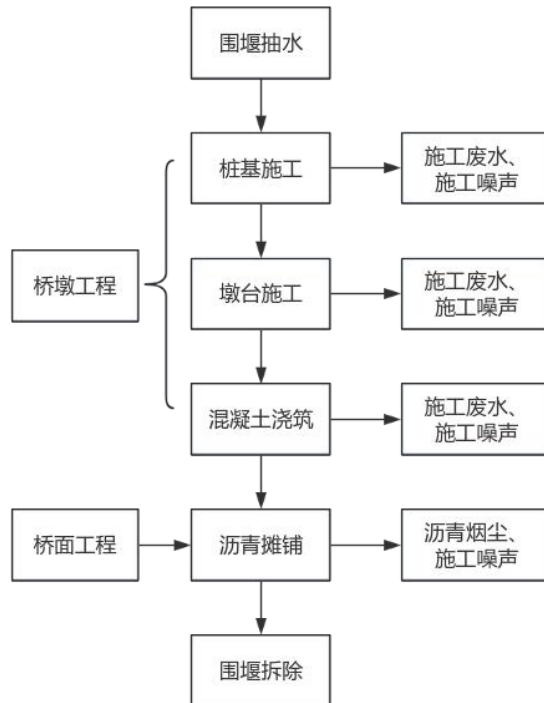 围堰抽水
桩基施工
施工废水、
施工噪声
桥墩工程
墩台施工
施工废水、
施工噪声
混凝土浇筑
施工废水、
施工噪声
桥面工程
沥青摊铺
沥青烟尘、
施工噪声
围堰拆除